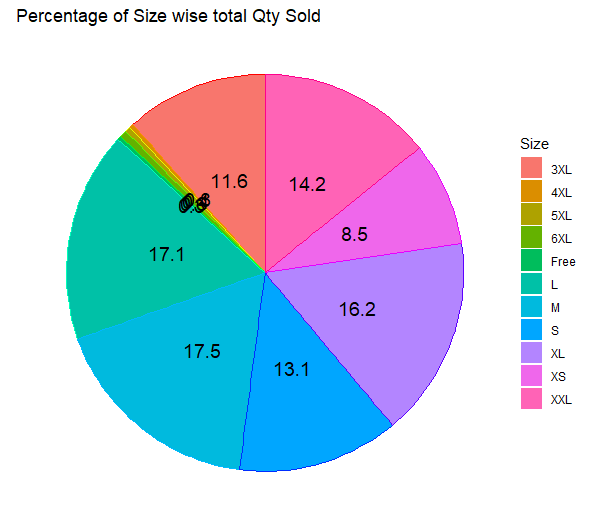 Percentage of Size wise total Qty Sold
11.6
14.2
8.5
17.1
16.2
17.5
13.1
Size
3XL
4XL
5XL
6XL
Free
L
M
S
XL
XS
XXL